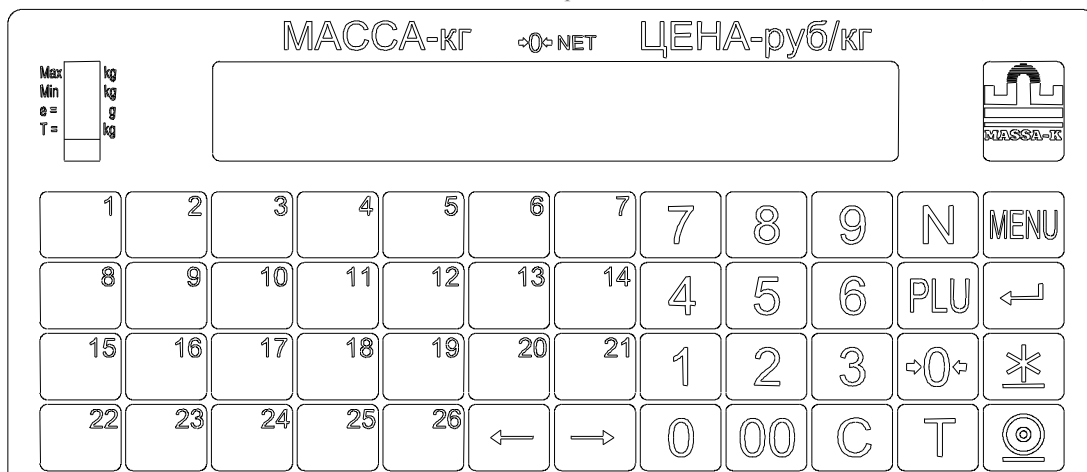 МАССА-кг →0← NET ЦЕНА-руб/кг
Max kg
Min kg
e = g
T = kg
MASSA-K
1 2 3 4 5 6 7 7 8 9 N MENU
8 9 10 11 12 13 14 4 5 6 PLU
15 16 17 18 19 20 21 1 2 3 →0←
22 23 24 25 26 ← → 0 00 C T